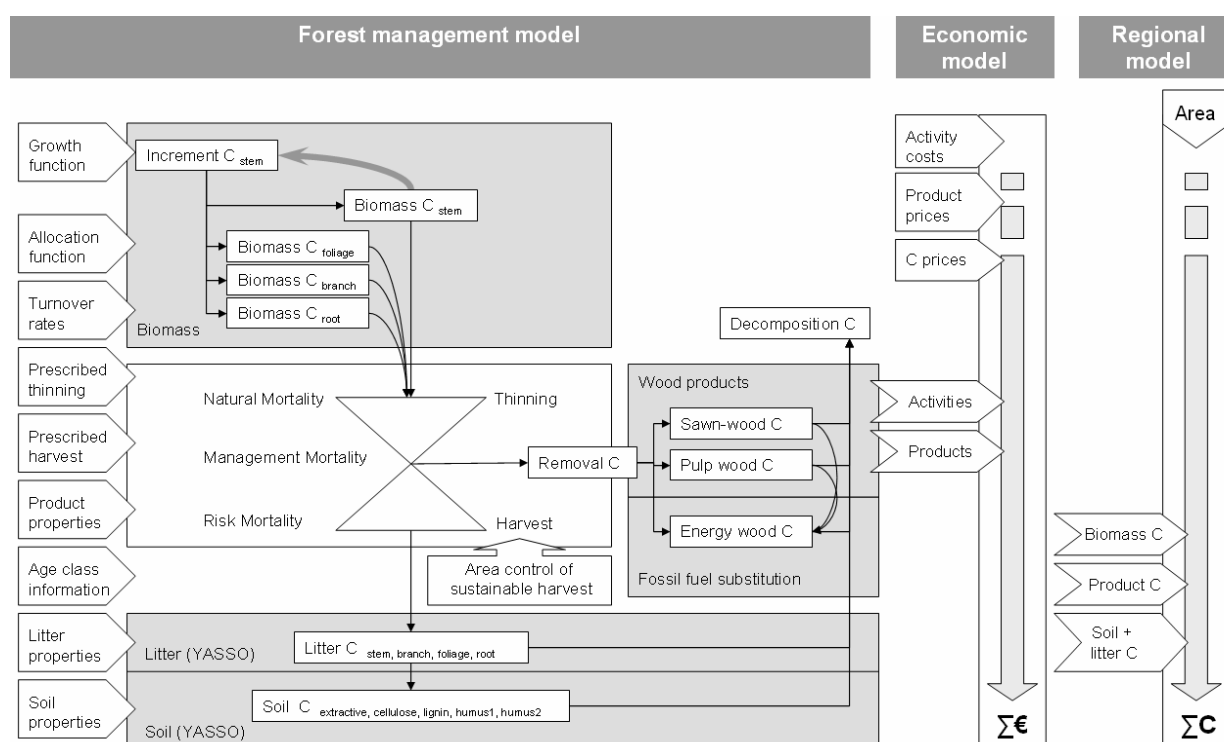 Forest management model
Economic
model
Regional
model
Growth
function
Allocation
function
Turnover
rates
Prescribed
thinning
Prescribed
harvest
Product
properties
Age class
information
Litter
properties
Soil
properties
Increment C stem
Biomass C stem
Biomass C foliage
Biomass C branch
Biomass C root
Biomass
Natural Mortality
Thinning
Management Mortality
Risk Mortality
Harvest
Removal C
Area control of
sustainable harvest
Decomposition C
Wood products
Sawn-wood C
Pulp wood C
Energy wood C
Fossil fuel substitution
Litter C stem, branch, foliage, root
Litter (YASSO)
Soil C extractive, cellulose, lignin, humus1, humus2
Soil (YASSO)
Activity
costs
Product
prices
C prices
Activities
Products
∑€
Area
Biomass C
Product C
Soil +
litter C
∑C